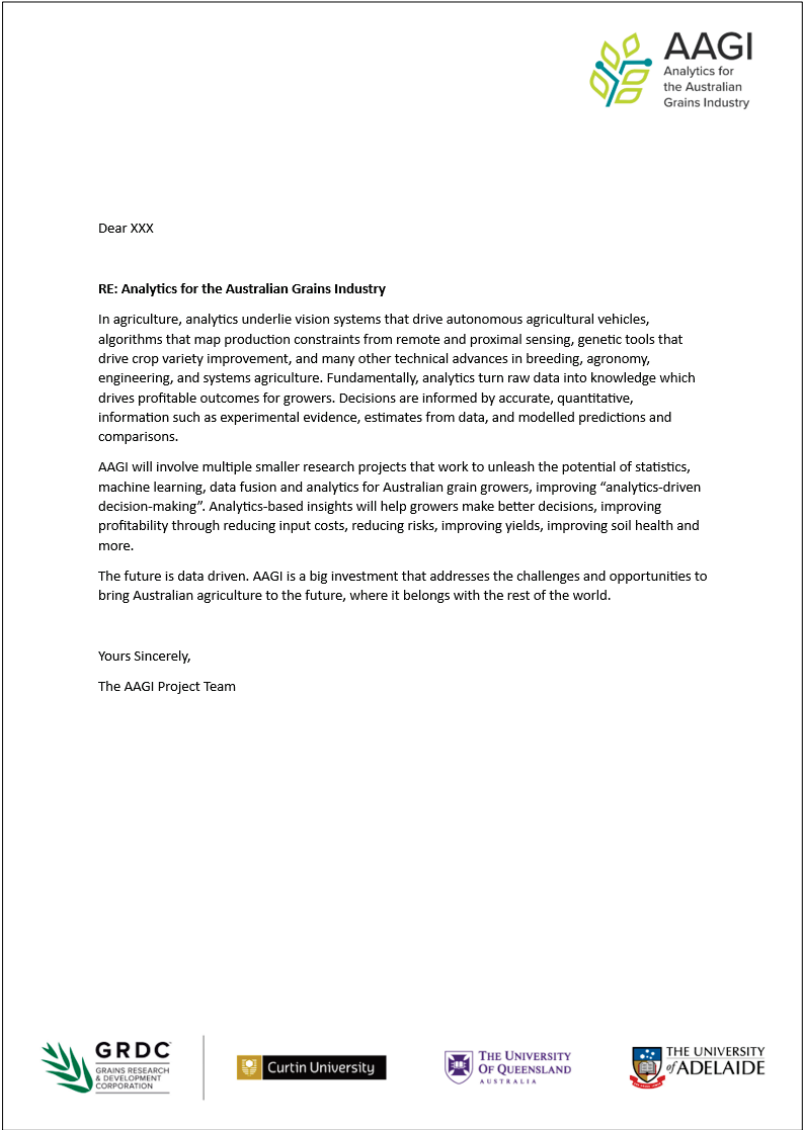 AAGI
Analytics for
the Australian
Grains Industry
Dear XXX
RE: Analytics for the Australian Grains Industry
In agriculture, analytics underlie vision systems that drive autonomous agricultural vehicles,
algorithms that map production constraints from remote and proximal sensing, genetic tools that
drive crop variety improvement, and many other technical advances in breeding, agronomy,
engineering, and systems agriculture. Fundamentally, analytics turn raw data into knowledge which
drives profitable outcomes for growers. Decisions are informed by accurate, quantitative,
information such as experimental evidence, estimates from data, and modelled predictions and
comparisons.
AAGI will involve multiple smaller research projects that work to unleash the potential of statistics,
machine learning, data fusion and analytics for Australian grain growers, improving “analytics-driven
decision-making”. Analytics-based insights will help growers make better decisions, improving
profitability through reducing input costs, reducing risks, improving yields, improving soil health and
more.
The future is data driven. AAGI is a big investment that addresses the challenges and opportunities to
bring Australian agriculture to the future, where it belongs with the rest of the world.
Yours Sincerely,
The AAGI Project Team
GRDC
GRAINS RESEARCH
& DEVELOPMENT
CORPORATION
Curtin University
THE UNIVERSITY
OF QUEENSLAND
AUSTRALIA
THE UNIVERSITY
of ADELAIDE